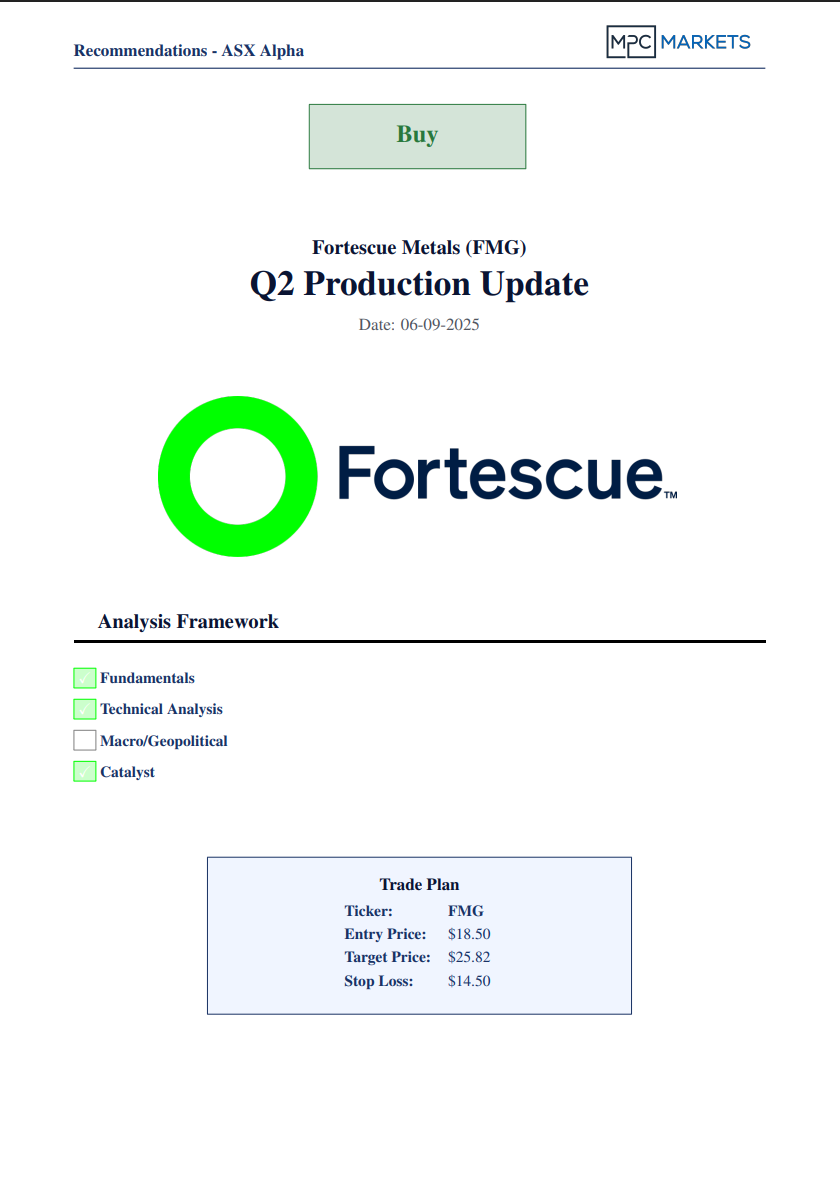 Recommendations - ASX Alpha
MPC MARKETS
Buy
Fortescue Metals (FMG)
Q2 Production Update
Date: 06-09-2025
Fortescue™
Analysis Framework
✓ Fundamentals
✓ Technical Analysis
Macro/Geopolitical
✓ Catalyst
Trade Plan
Ticker: FMG
Entry Price: $18.50
Target Price: $25.82
Stop Loss: $14.50